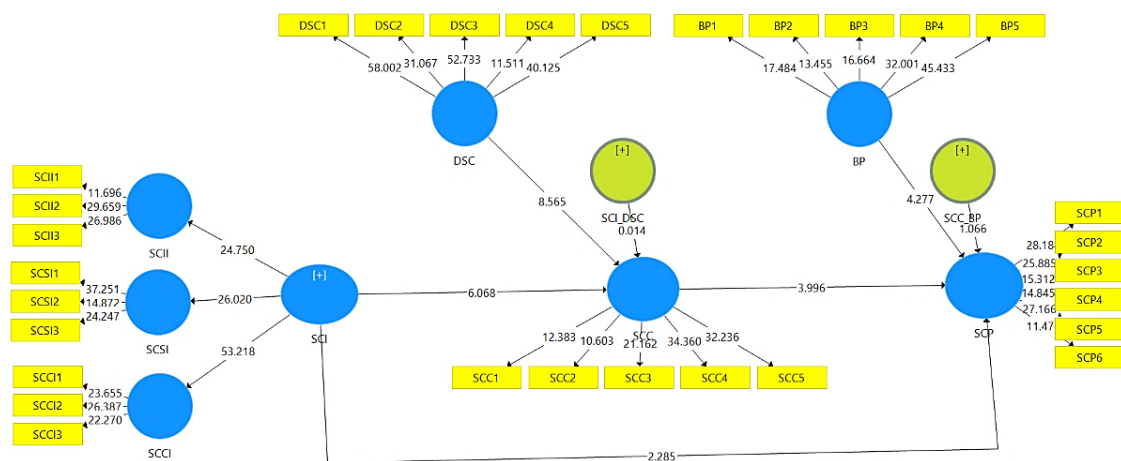 DSC1 DSC2 DSC3 DSC4 DSC5 BP1 BP2 BP3 BP4 BP5
58.002 31.067 52.733 11.511 40.125 17.484 13.455 16.664 32.001 45.433
DSC BP
[+] [+]
SCII1 11.696
SCII2 29.659
SCII3 26.986
SCII
8.565 4.277
SCI_DSC SCC_BP
0.014 1.066
24.750
SCP1 28.18
SCP2 25.885
SCP3 15.312
SCP4 14.845
SCP5 27.166
SCP6 11.47
SCP
SCSI1 37.251
SCSI2 14.872
SCSI3 24.247
SCSI
26.020
[+]
SCI
6.068
SCC
3.996
53.218
12.383 10.603 21.162 34.360 32.236
SCC1 SCC2 SCC3 SCC4 SCC5
SCCI1 23.655
SCCI2 26.387
SCCI3 22.270
SCCI
2.285